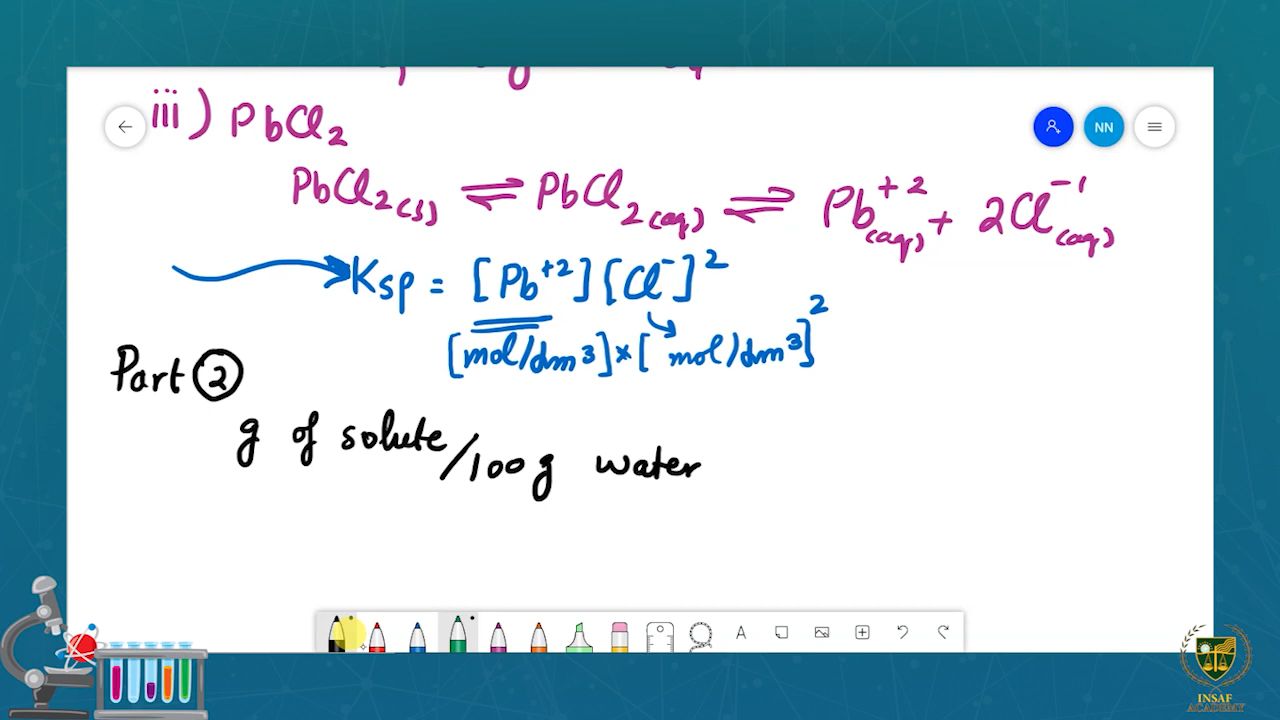 iii) PbCl2
NN
PbCl2(s) ⇌ PbCl2(aq) ⇌ Pb+2(aq) + 2Cl-1(aq)
Ksp = [Pb+2][Cl-]2
[mol/dm3]×[mol/dm3]2
Part 2
g of solute/100g water
A
INSAF
ACADEMY